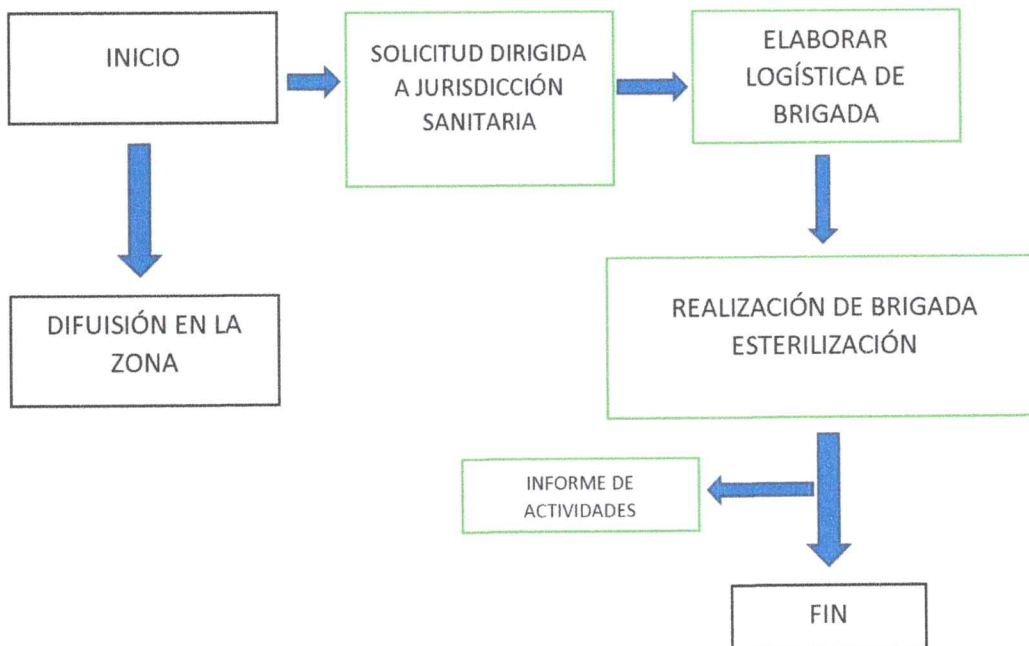 INICIO
SOLICITUD DIRIGIDA
A JURISDICCIÓN
SANITARIA
ELABORAR
LOGÍSTICA DE
BRIGADA
DIFUISIÓN EN LA
ZONA
REALIZACIÓN DE BRIGADA
ESTERILIZACIÓN
INFORME DE
ACTIVIDADES
FIN